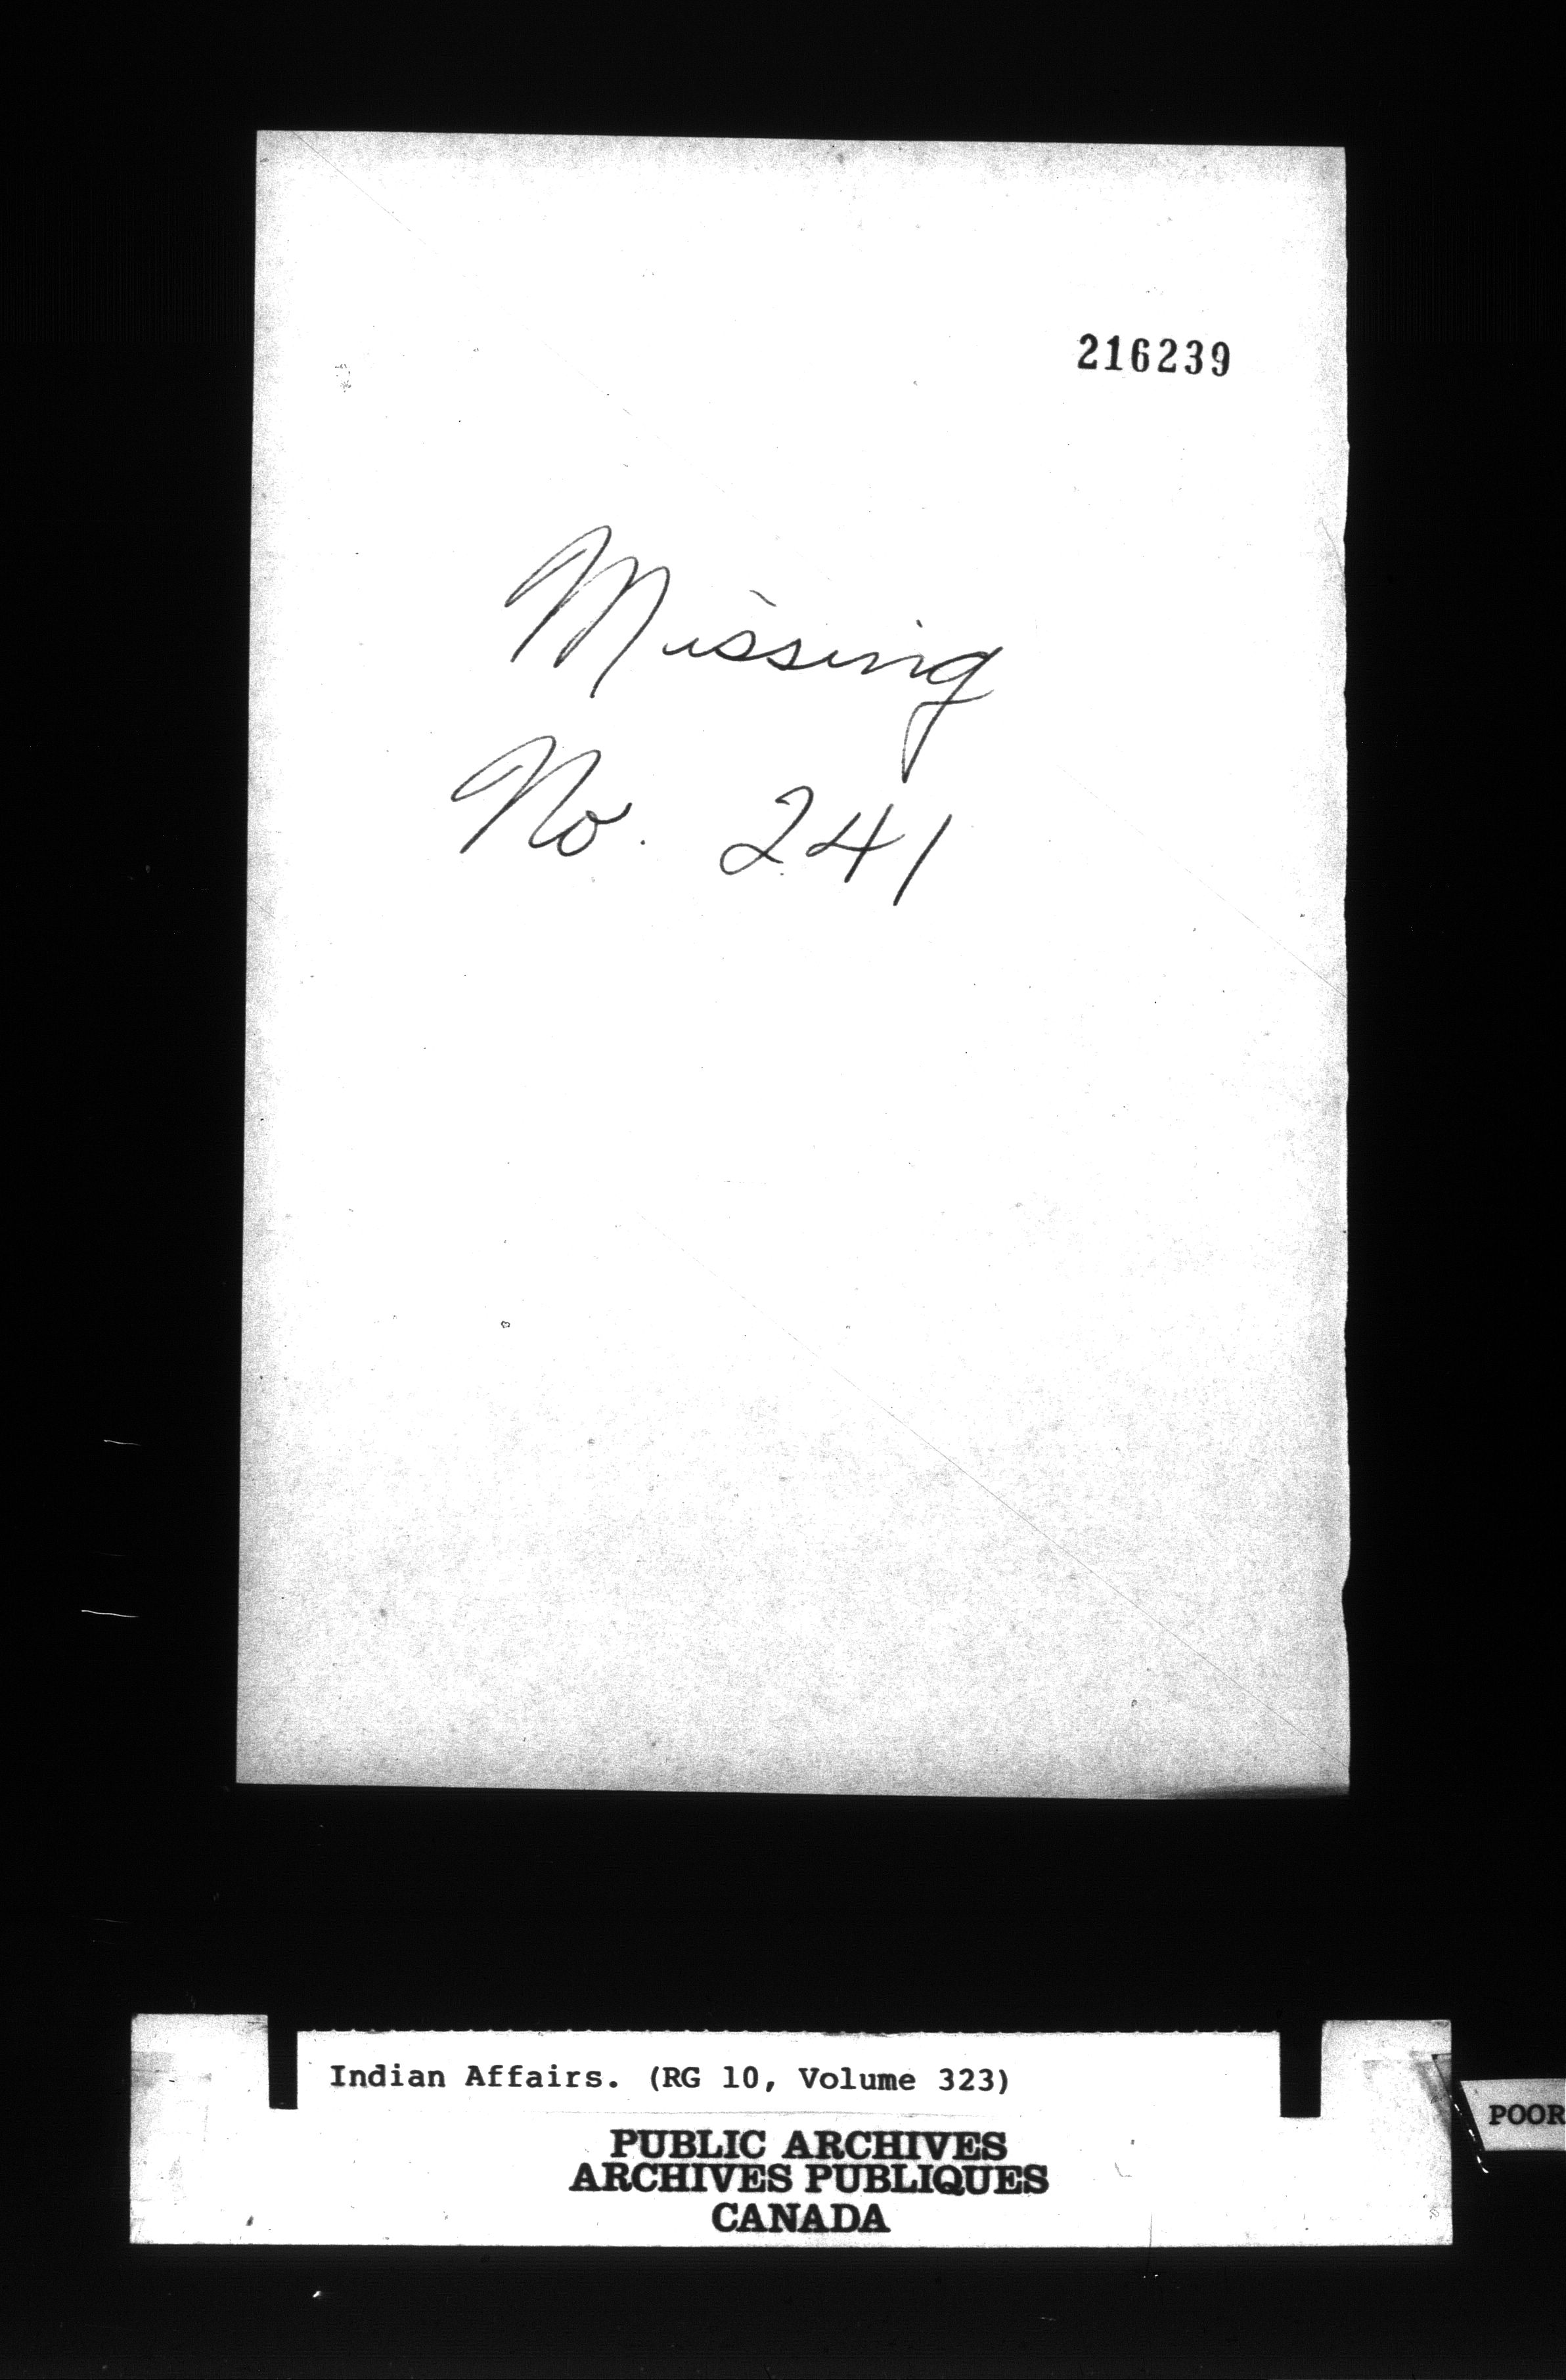 216239
Missing
No. 241
Indian Affairs. (RG 10, Volume 323)
PUBLIC ARCHIVES
ARCHIVES PUBLIQUES
CANADA
POOR